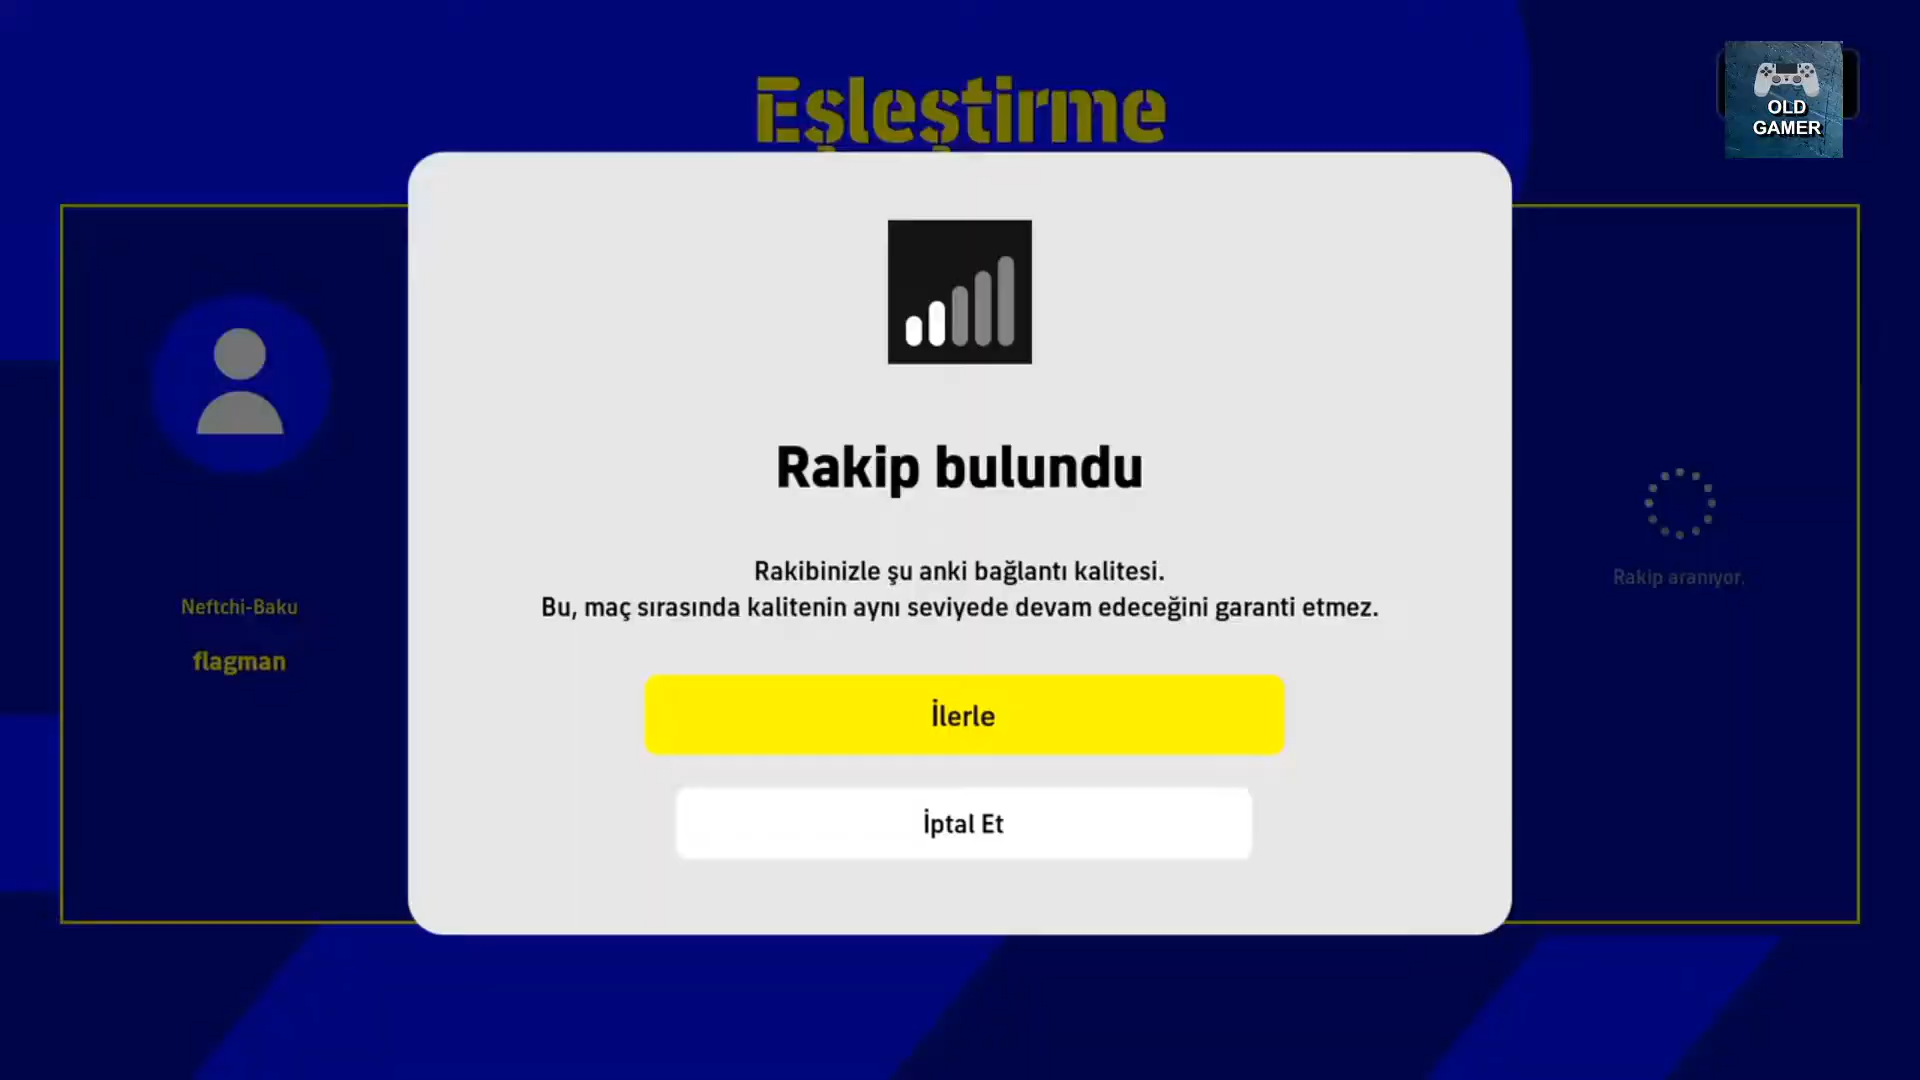 Eşleştirme
OLD
GAMER
Rakip bulundu
Rakibinizle şu anki bağlantı kalitesi.
Bu, maç sırasında kalitenin aynı seviyede devam edeceğini garanti etmez.
İlerle
İptal Et
Neftchi-Baku
flagman
Rakip aranıyor.